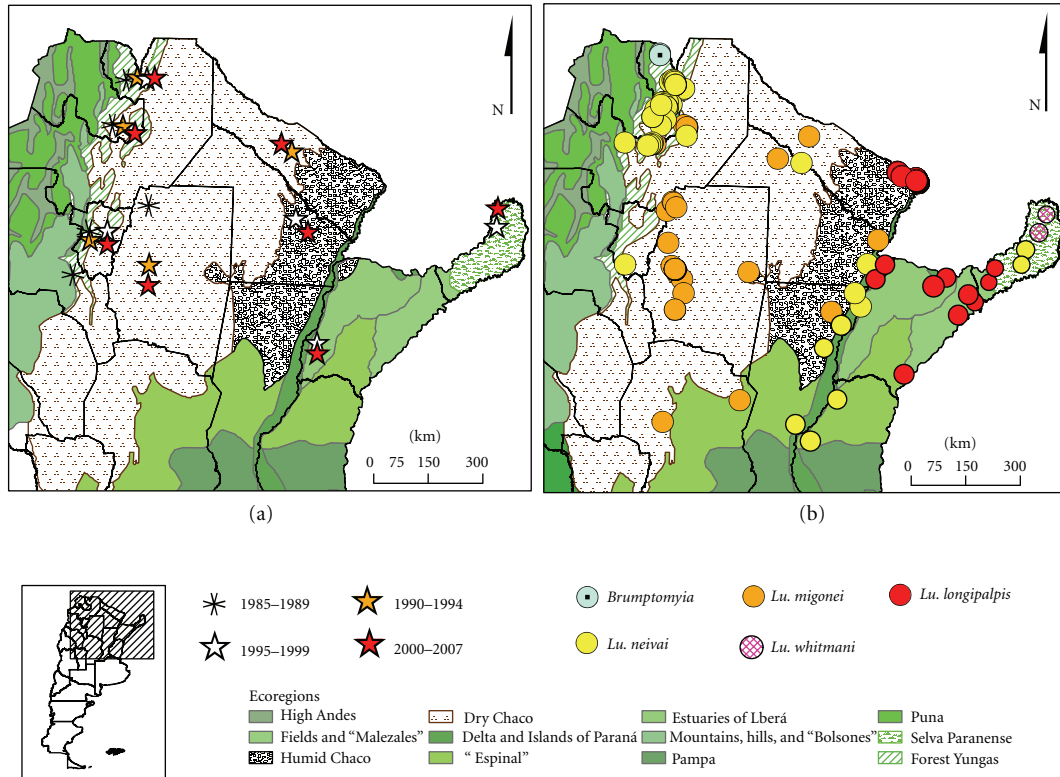 N
N
(km)
0 75 150 300
(km)
0 75 150 300
(a)
(b)
1985–1989
1990–1994
1995–1999
2000–2007
Brumptomyia
Lu. migonei
Lu. longipalpis
Lu. neivai
Lu. whitmani
Ecoregions
High Andes
Dry Chaco
Estuaries of Lberá
Puna
Fields and “Malezales”
Delta and Islands of Paraná
Mountains, hills, and “Bolsones”
Selva Paranense
Humid Chaco
“ Espinal”
Pampa
Forest Yungas